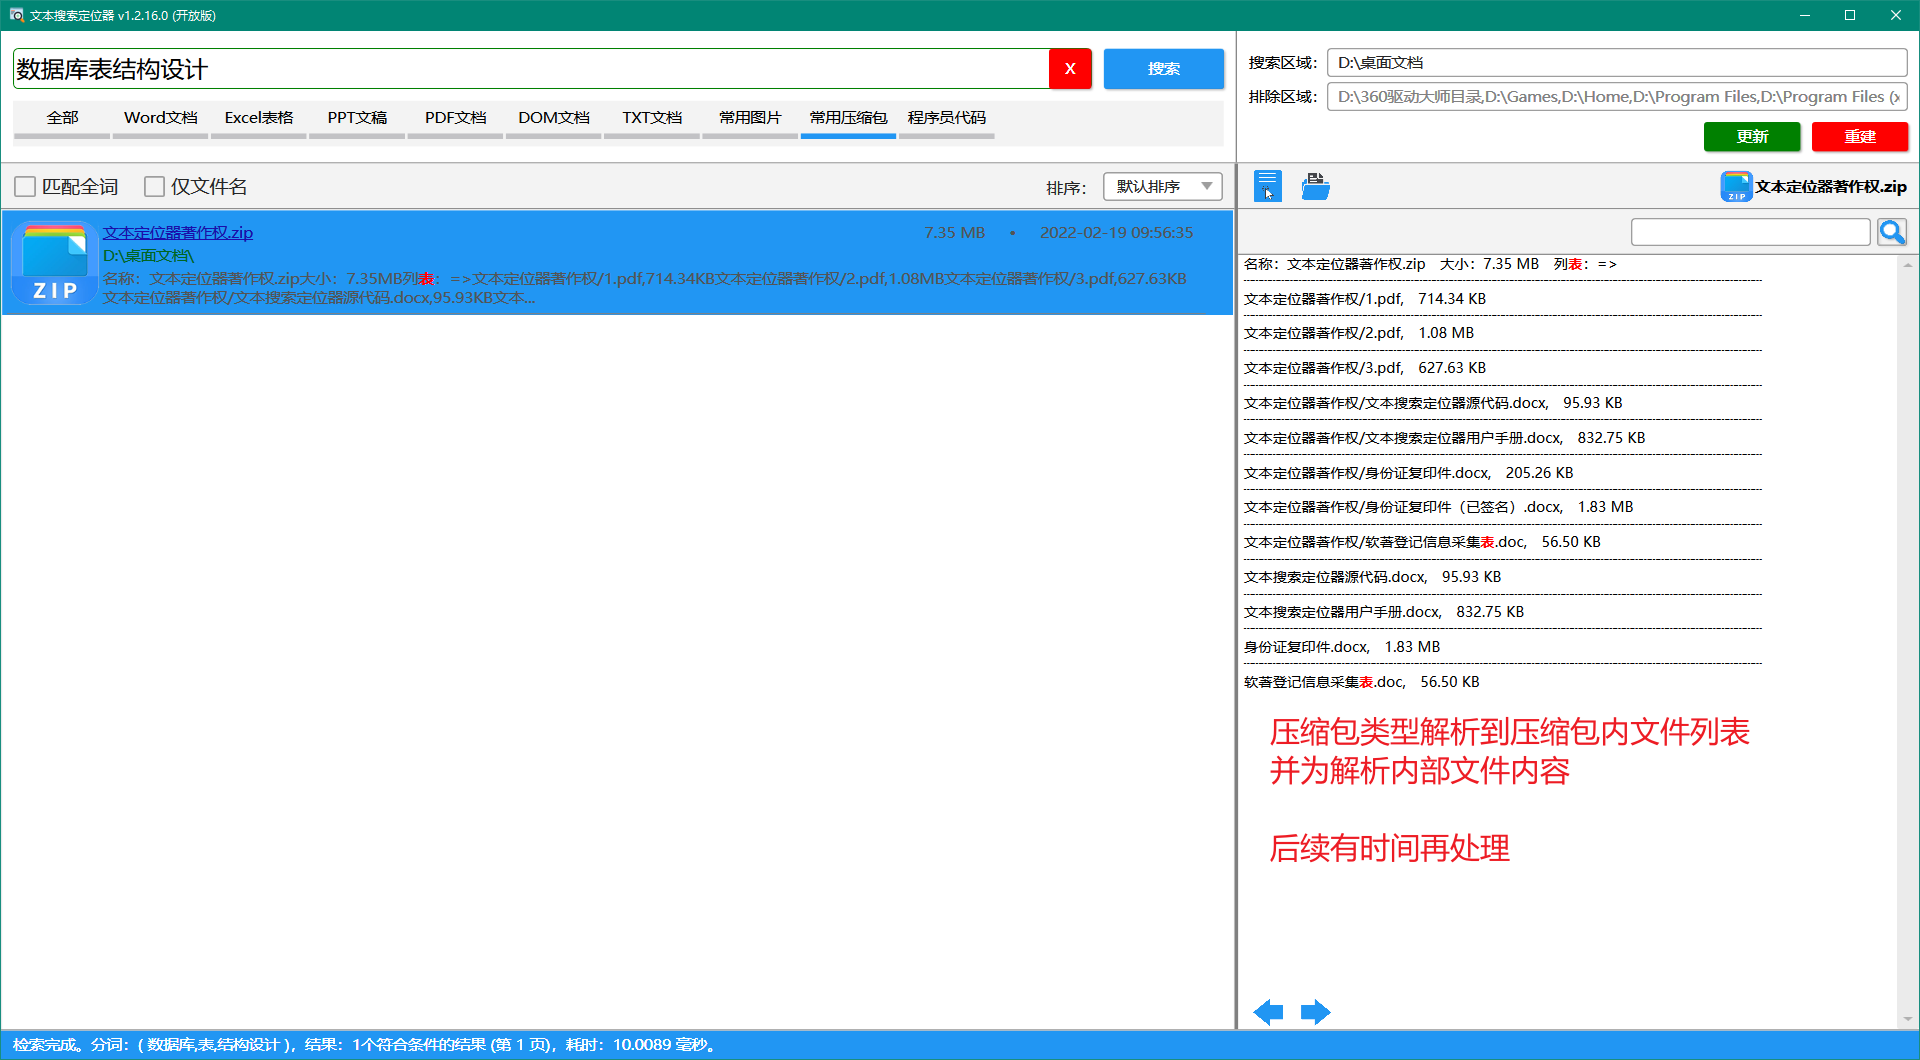 文本搜索定位器 v1.2.16.0 (开放版)
数据库表结构设计
X
搜索
全部 Word文档 Excel表格 PPT文稿 PDF文档 DOM文档 TXT文档 常用图片 常用压缩包 程序员代码
搜索区域： D:\桌面文档
排除区域： D:\360驱动大师目录,D:\Games,D:\Home,D:\Program Files,D:\Program Files (x
更新 重建
匹配全词 仅文件名
排序： 默认排序
ZIP
文本定位器著作权.zip
7.35 MB • 2022-02-19 09:56:35
D:\桌面文档\
名称：文本定位器著作权.zip大小：7.35MB列表：=>文本定位器著作权/1.pdf,714.34KB文本定位器著作权/2.pdf,1.08MB文本定位器著作权/3.pdf,627.63KB
文本定位器著作权/文本搜索定位器源代码.docx,95.93KB文本...
ZIP
文本定位器著作权.zip
名称：文本定位器著作权.zip 大小：7.35 MB 列表：=>
文本定位器著作权/1.pdf, 714.34 KB
文本定位器著作权/2.pdf, 1.08 MB
文本定位器著作权/3.pdf, 627.63 KB
文本定位器著作权/文本搜索定位器源代码.docx, 95.93 KB
文本定位器著作权/文本搜索定位器用户手册.docx, 832.75 KB
文本定位器著作权/身份证复印件.docx, 205.26 KB
文本定位器著作权/身份证复印件（已签名）.docx, 1.83 MB
文本定位器著作权/软著登记信息采集表.doc, 56.50 KB
文本搜索定位器源代码.docx, 95.93 KB
文本搜索定位器用户手册.docx, 832.75 KB
身份证复印件.docx, 1.83 MB
软著登记信息采集表.doc, 56.50 KB
压缩包类型解析到压缩包内文件列表
并为解析内部文件内容
后续有时间再处理
检索完成。分词：( 数据库,表,结构设计 )，结果：1个符合条件的结果 (第 1 页)，耗时：10.0089 毫秒。